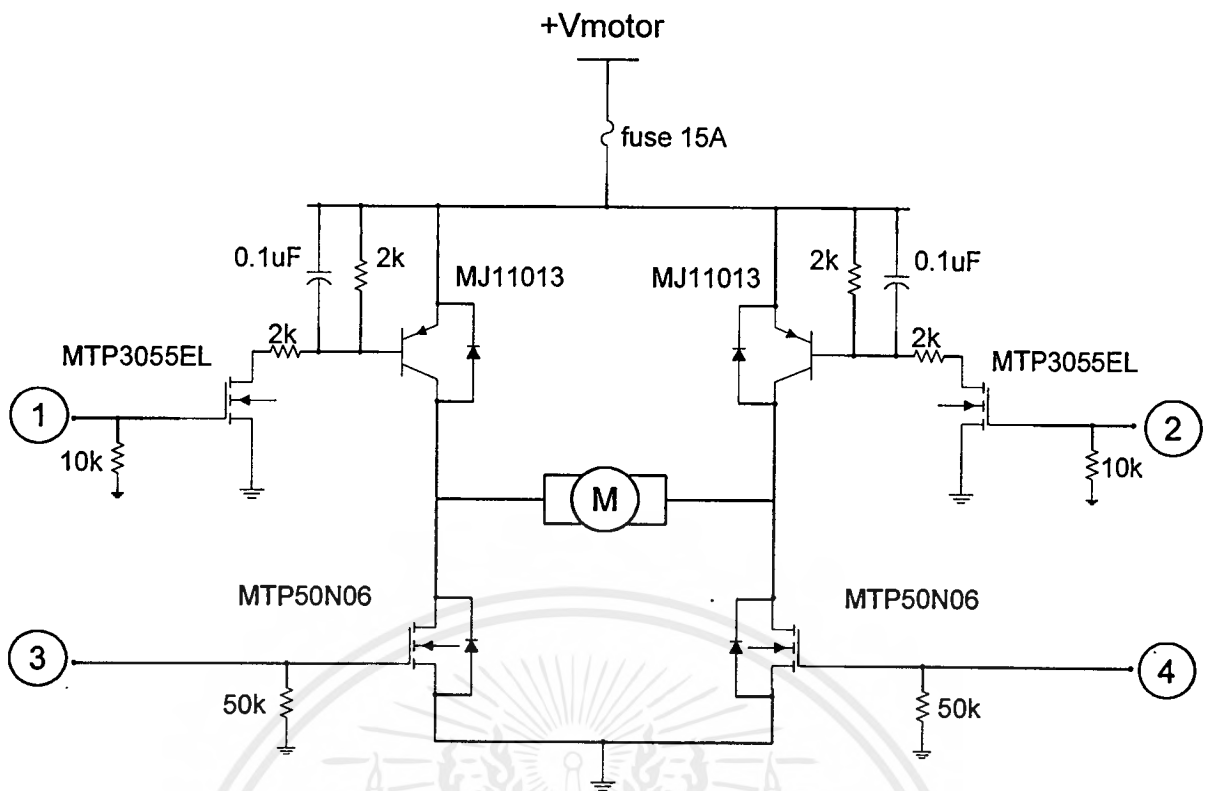 +Vmotor
fuse 15A
0.1uF
2k
MJ11013
MJ11013
2k
0.1uF
2k
2k
MTP3055EL
MTP3055EL
1
2
10k
10k
M
MTP50N06
MTP50N06
3
4
50k
50k